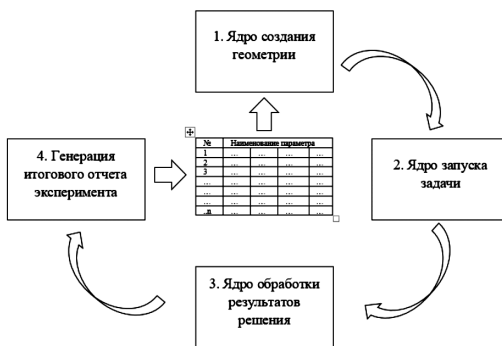 1. Ядро создания
геометрии
4. Генерация
итогового отчета
эксперимента
№ Наименование параметра
1 ... ... ... ...
2 ... ... ... ...
3 ... ... ... ...
... ... ... ... ...
... ... ... ... ...
... ... ... ... ...
..n ... ... ... ...
2. Ядро запуска
задачи
3. Ядро обработки
результатов
решения